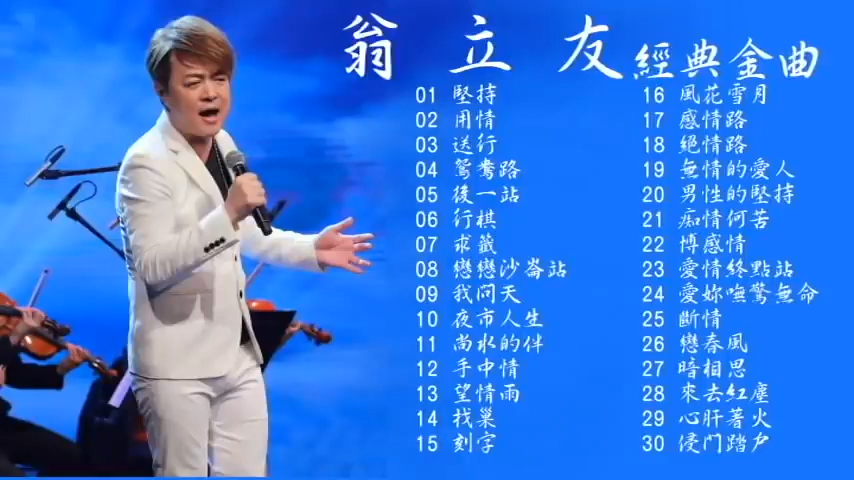 翁立友 經典金曲
01 堅持
02 用情
03 送行
04 鴛鴦路
05 後一站
06 行棋
07 求籤
08 戀戀沙崙站
09 我問天
10 夜市人生
11 尚水的伴
12 手中情
13 望情雨
14 找巢
15 刻字
16 風花雪月
17 感情路
18 絕情路
19 無情的愛人
20 男性的堅持
21 痴情何苦
22 博感情
23 愛情終點站
24 愛妳嘸驚無命
25 斷情
26 戀春風
27 暗相思
28 來去紅塵
29 心肝著火
30 侵門踏戶